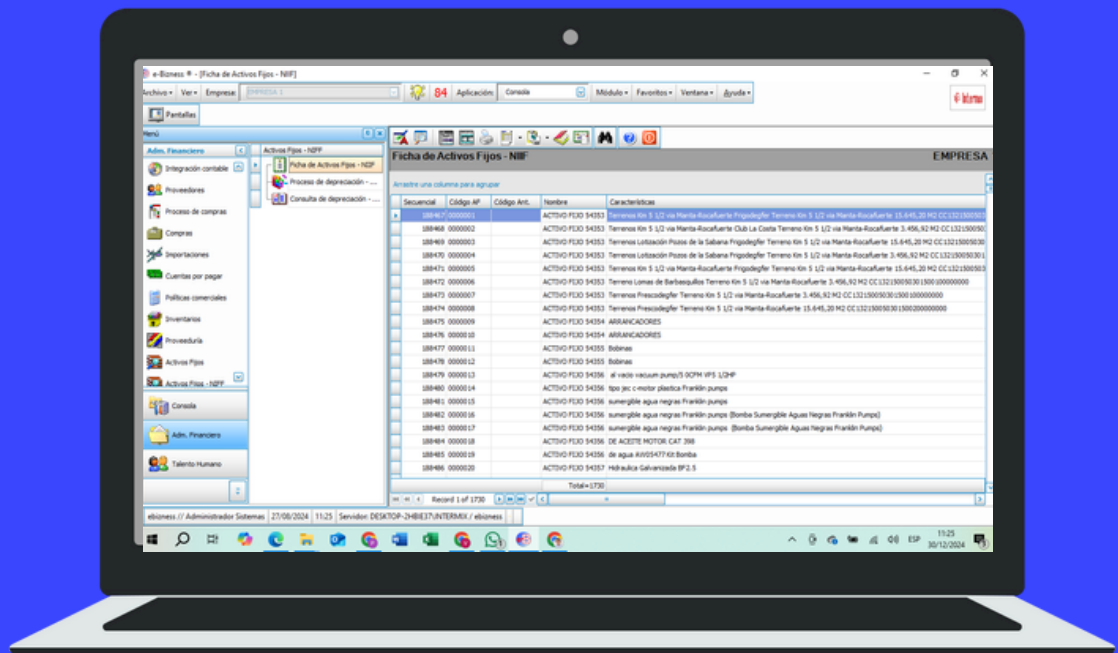 e-Bizness ® - [Ficha de Activos Fijos - NIIF]
Archivo Ver Empresa: EMPRESA 1 84 Aplicación: Consola Módulo Favoritos Ventana Ayuda
Pantallas
Menú
Adm. Financiero
Integración contable
Proveedores
Proceso de compras
Compras
Importaciones
Cuentas por pagar
Políticas comerciales
Inventarios
Proveeduría
Activos Fijos
Activos Fijos - NIFF
Consola
Adm. Financiero
Talento Humano
Activos Fijos - NIFF
Ficha de Activos Fijos - NIIF
Proceso de depreciación - ...
Consulta de depreciación - ...
Ficha de Activos Fijos - NIIF EMPRESA
Arrastre una columna para agrupar
Secuencial Código AF Código Ant. Nombre Características
188467 0000001 ACTIVO FIJO 54353 Terrenos Km 5 1/2 via Manta-Rocafuerte Frigodegfer Terreno Km 5 1/2 via Manta-Rocafuerte 15.645,20 M2
188468 0000002 ACTIVO FIJO 54353 Terrenos Km 5 1/2 via Manta-Rocafuerte Club La Costa Terreno Km 5 1/2 via Manta-Rocafuerte 3.456,92 M2
188469 0000003 ACTIVO FIJO 54353 Terrenos Lotización Pozos de la Sabana Frigodegfer Terreno Km 5 1/2 via Manta-Rocafuerte 15.645,20 M2
188470 0000004 ACTIVO FIJO 54353 Terrenos Lotización Pozos de la Sabana Frigodegfer Terreno Km 5 1/2 via Manta-Rocafuerte 3.456,92 M2
188471 0000005 ACTIVO FIJO 54353 Terrenos Km 5 1/2 via Manta-Rocafuerte Frigodegfer Terreno Km 5 1/2 via Manta-Rocafuerte 15.645,20 M2
188472 0000006 ACTIVO FIJO 54353 Terreno Lomas de Barbasquillos Terreno Km 5 1/2 via Manta-Rocafuerte 3.456,92 M2
188473 0000007 ACTIVO FIJO 54353 Terrenos Frescodegfer Terreno Km 5 1/2 via Manta-Rocafuerte 3.456,92 M2
188474 0000008 ACTIVO FIJO 54353 Terrenos Frescodegfer Terreno Km 5 1/2 via Manta-Rocafuerte 15.645,20 M2
188475 0000009 ACTIVO FIJO 54354 ARRANCADORES
188476 0000010 ACTIVO FIJO 54354 ARRANCADORES
188477 0000011 ACTIVO FIJO 54355 Bobinas
188478 0000012 ACTIVO FIJO 54355 Bobinas
188479 0000013 ACTIVO FIJO 54356 al vacio vacuum pump/5 0CFM VPS 1/2HP
188480 0000014 ACTIVO FIJO 54356 tipo jec c-motor plastica Franklin pumps
188481 0000015 ACTIVO FIJO 54356 sumergible agua negras Franklin pumps
188482 0000016 ACTIVO FIJO 54356 sumergible agua negras Franklin pumps (Bomba Sumergible Aguas Negras Franklin Pumps)
188483 0000017 ACTIVO FIJO 54356 sumergible agua negras Franklin pumps (Bomba Sumergible Aguas Negras Franklin Pumps)
188484 0000018 ACTIVO FIJO 54356 DE ACEITE MOTOR CAT 398
188485 0000019 ACTIVO FIJO 54356 de agua AW05477 Kit Bomba
188486 0000020 ACTIVO FIJO 54357 Hidraulica Galvanizada BP2.5
Total=1730
Record 1 of 1730
ebizness // Administrador Sistemas 27/08/2024 11:25 Servidor: DESKTOP-2HBIE37\INTERMIX / ebizness
ESP 11:25
30/12/2024